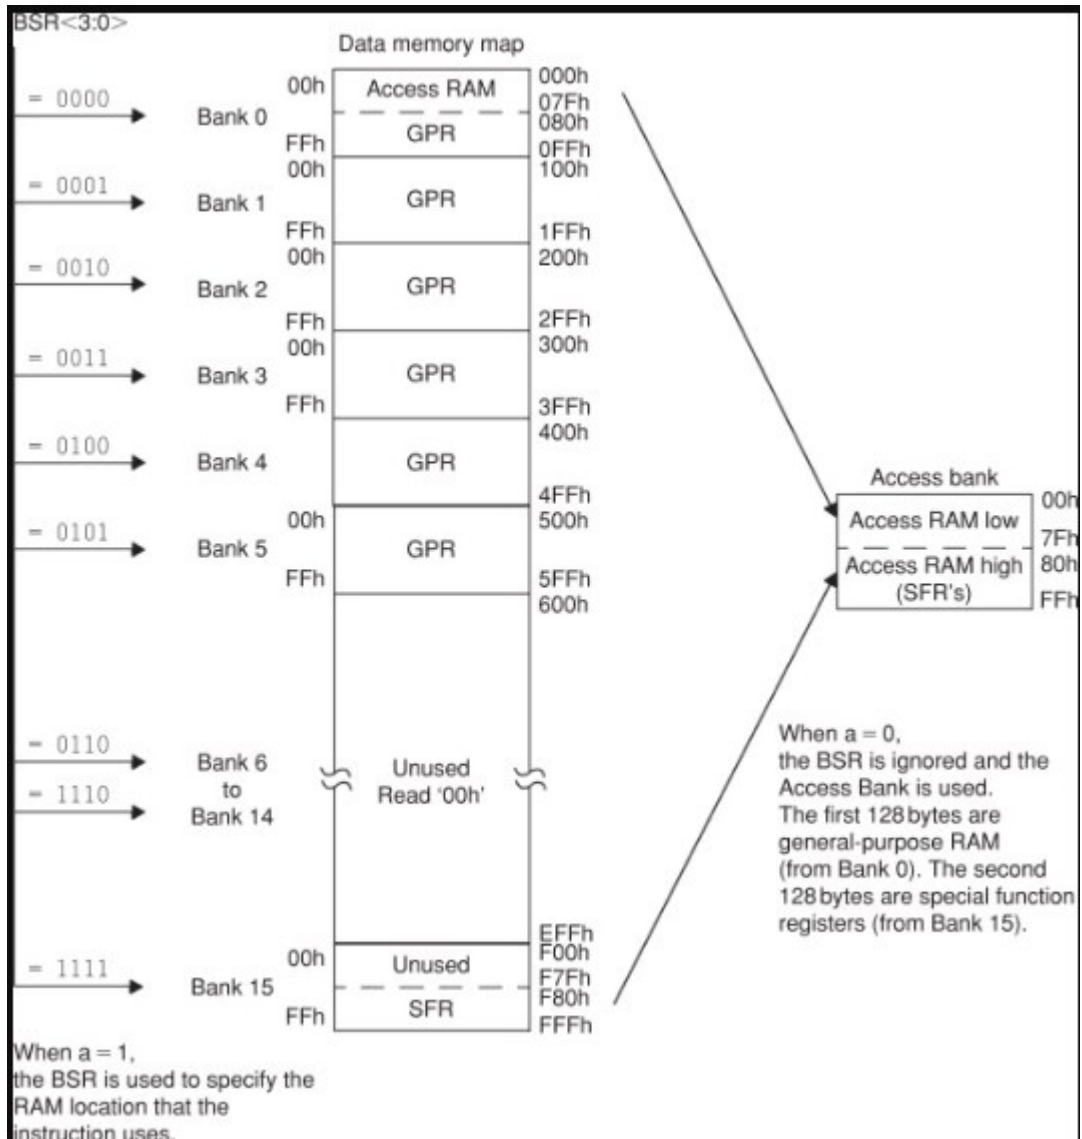 BSR<3:0>
Data memory map
= 0000
Bank 0
00h
Access RAM
000h
07Fh
080h
FFh
GPR
0FFh
= 0001
Bank 1
00h
GPR
100h
FFh
1FFh
= 0010
Bank 2
00h
GPR
200h
FFh
2FFh
= 0011
Bank 3
00h
GPR
300h
FFh
3FFh
= 0100
Bank 4
GPR
400h
4FFh
= 0101
Bank 5
00h
GPR
500h
FFh
5FFh
600h
= 0110
Bank 6
to
= 1110
Bank 14
Unused
Read '00h'
EFFh
= 1111
Bank 15
00h
Unused
F00h
F7Fh
F80h
FFh
SFR
FFFh
When a = 1,
the BSR is used to specify the
RAM location that the
instruction uses.
Access bank
Access RAM low
00h
7Fh
Access RAM high
80h
(SFR's)
FFh
When a = 0,
the BSR is ignored and the
Access Bank is used.
The first 128 bytes are
general-purpose RAM
(from Bank 0). The second
128 bytes are special function
registers (from Bank 15).